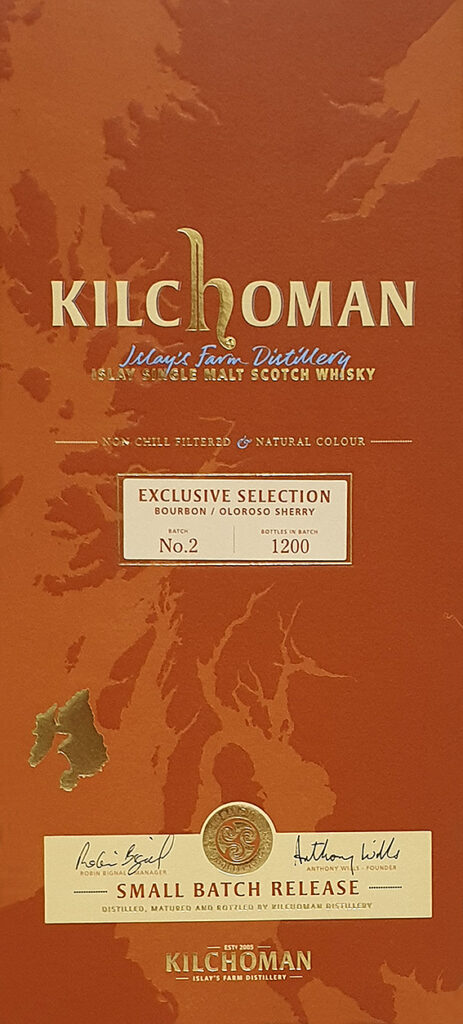 KILCHOMAN
Islay's Farm Distillery
ISLAY SINGLE MALT SCOTCH WHISKY
NON CHILL FILTERED & NATURAL COLOUR
EXCLUSIVE SELECTION
BOURBON / OLOROSO SHERRY
BATCH BOTTLES IN BATCH
No.2 1200
Robin Bignal Anthony Wills
ROBIN BIGNAL - MANAGER ANTHONY WILLS - FOUNDER
SMALL BATCH RELEASE
DISTILLED, MATURED AND BOTTLED BY KILCHOMAN DISTILLERY
ESTD 2005
KILCHOMAN
ISLAY'S FARM DISTILLERY